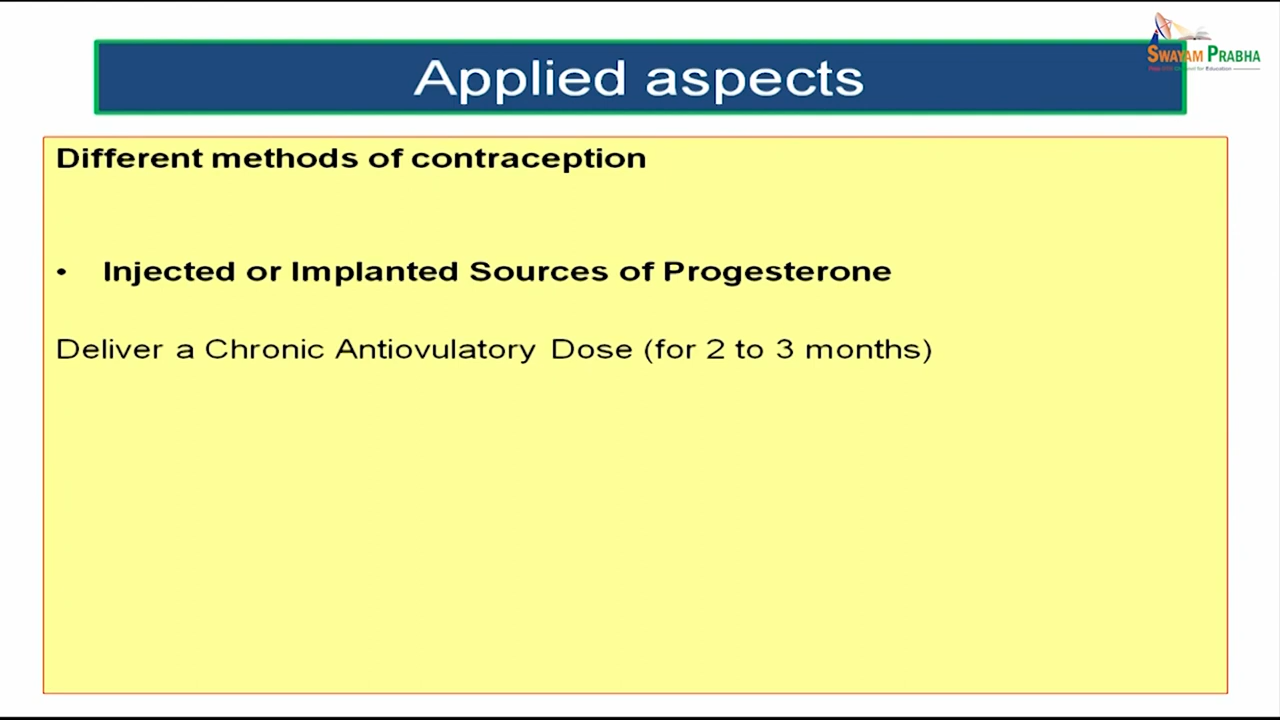 SWAYAM PRABHA
Applied aspects
Different methods of contraception
• Injected or Implanted Sources of Progesterone
Deliver a Chronic Antiovulatory Dose (for 2 to 3 months)